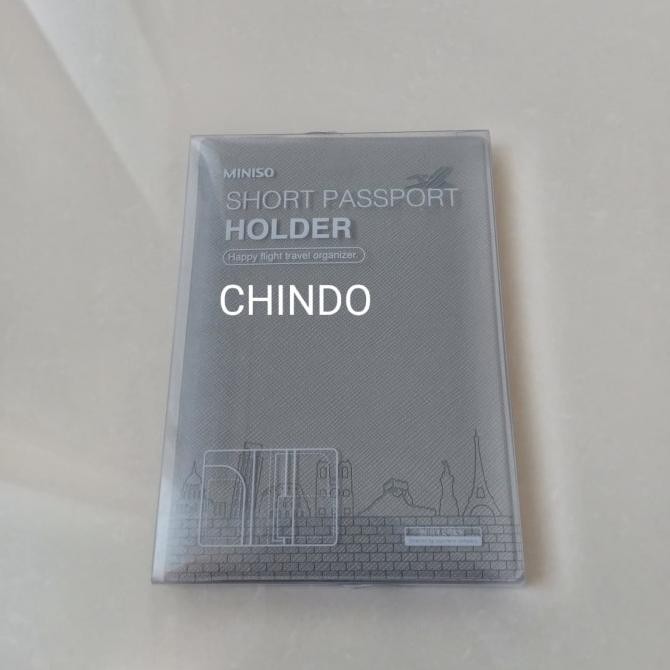 MINISO
SHORT PASSPORT
HOLDER
Happy flight travel organizer.
CHINDO